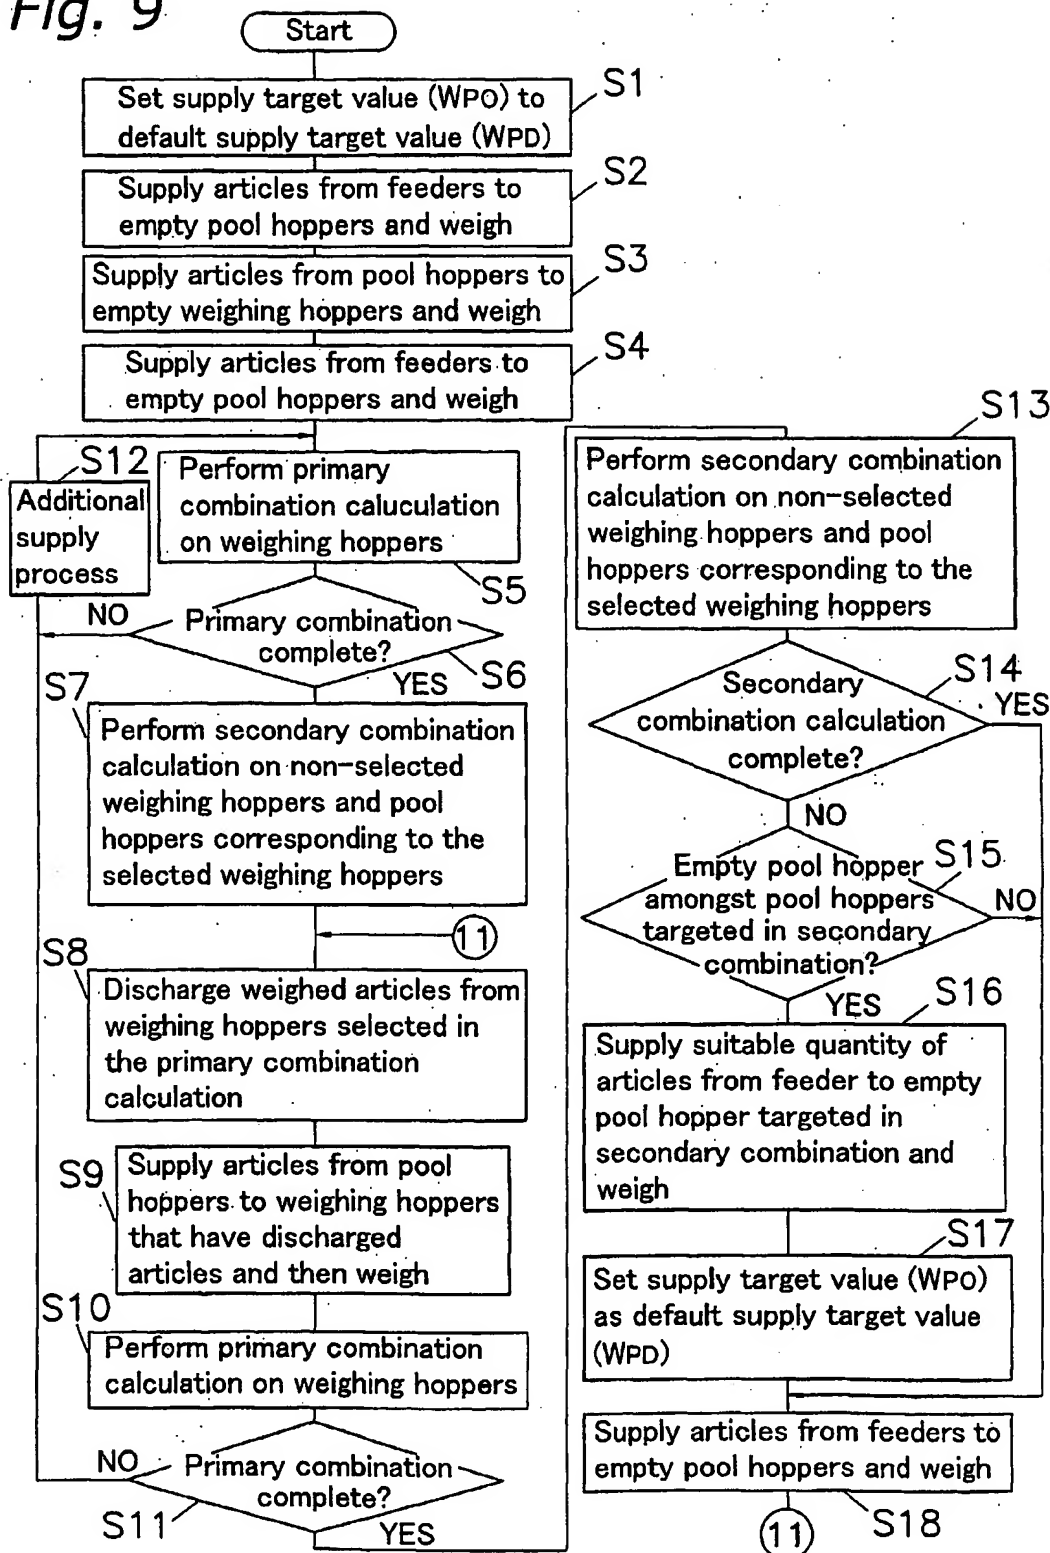 Fig. 9
Start
S1
Set supply target value (WPO) to
default supply target value (WPD)
S2
Supply articles from feeders to
empty pool hoppers and weigh
S3
Supply articles from pool hoppers to
empty weighing hoppers and weigh
S4
Supply articles from feeders to
empty pool hoppers and weigh
S12
Additional
supply
process
Perform primary
combination caluculation
on weighing hoppers
S5
NO
Primary combination
complete?
S6
YES
S7
Perform secondary combination
calculation on non-selected
weighing hoppers and pool
hoppers corresponding to the
selected weighing hoppers
11
S8
Discharge weighed articles from
weighing hoppers selected in
the primary combination
calculation
S9
Supply articles from pool
hoppers to weighing hoppers
that have discharged
articles and then weigh
S10
Perform primary combination
calculation on weighing hoppers
NO
Primary combination
complete?
S11
YES
S13
Perform secondary combination
calculation on non-selected
weighing hoppers and pool
hoppers corresponding to the
selected weighing hoppers
S14
Secondary
combination calculation
complete?
YES
NO
S15
Empty pool hopper
amongst pool hoppers
targeted in secondary
combination?
NO
YES
S16
Supply suitable quantity of
articles from feeder to empty
pool hopper targeted in
secondary combination and
weigh
S17
Set supply target value (WPO)
as default supply target value
(WPD)
Supply articles from feeders to
empty pool hoppers and weigh
S18
11